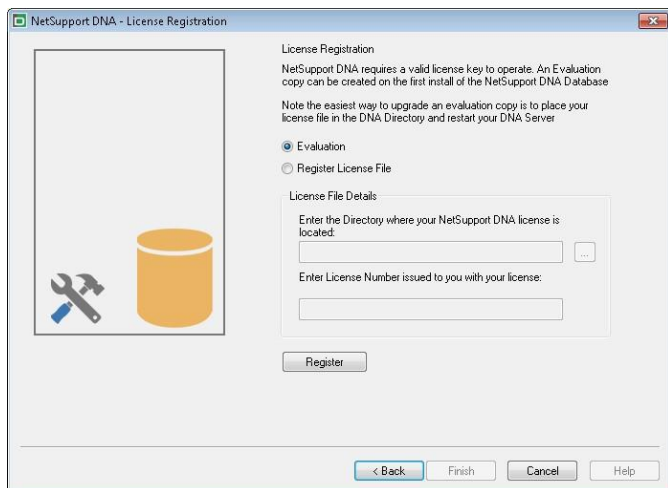 NetSupport DNA - License Registration
License Registration
NetSupport DNA requires a valid license key to operate. An Evaluation
copy can be created on the first install of the NetSupport DNA Database
Note the easiest way to upgrade an evaluation copy is to place your
license file in the DNA Directory and restart your DNA Server
Evaluation
Register License File
License File Details
Enter the Directory where your NetSupport DNA license is
located:
...
Enter License Number issued to you with your license:
Register
< Back Finish Cancel Help